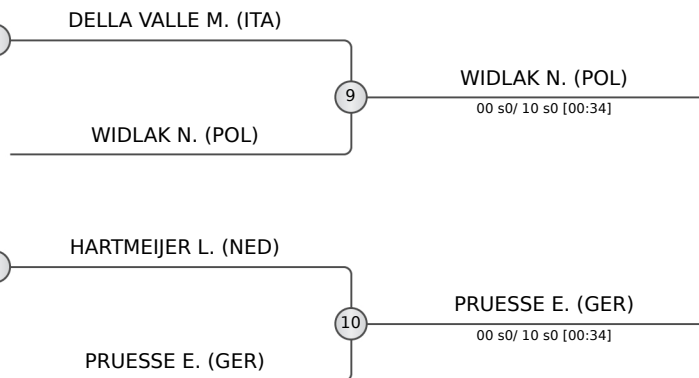 DELLA VALLE M. (ITA)
9
WIDLAK N. (POL)
00 s0/ 10 s0 [00:34]
WIDLAK N. (POL)
HARTMEIJER L. (NED)
10
PRUESSE E. (GER)
00 s0/ 10 s0 [00:34]
PRUESSE E. (GER)